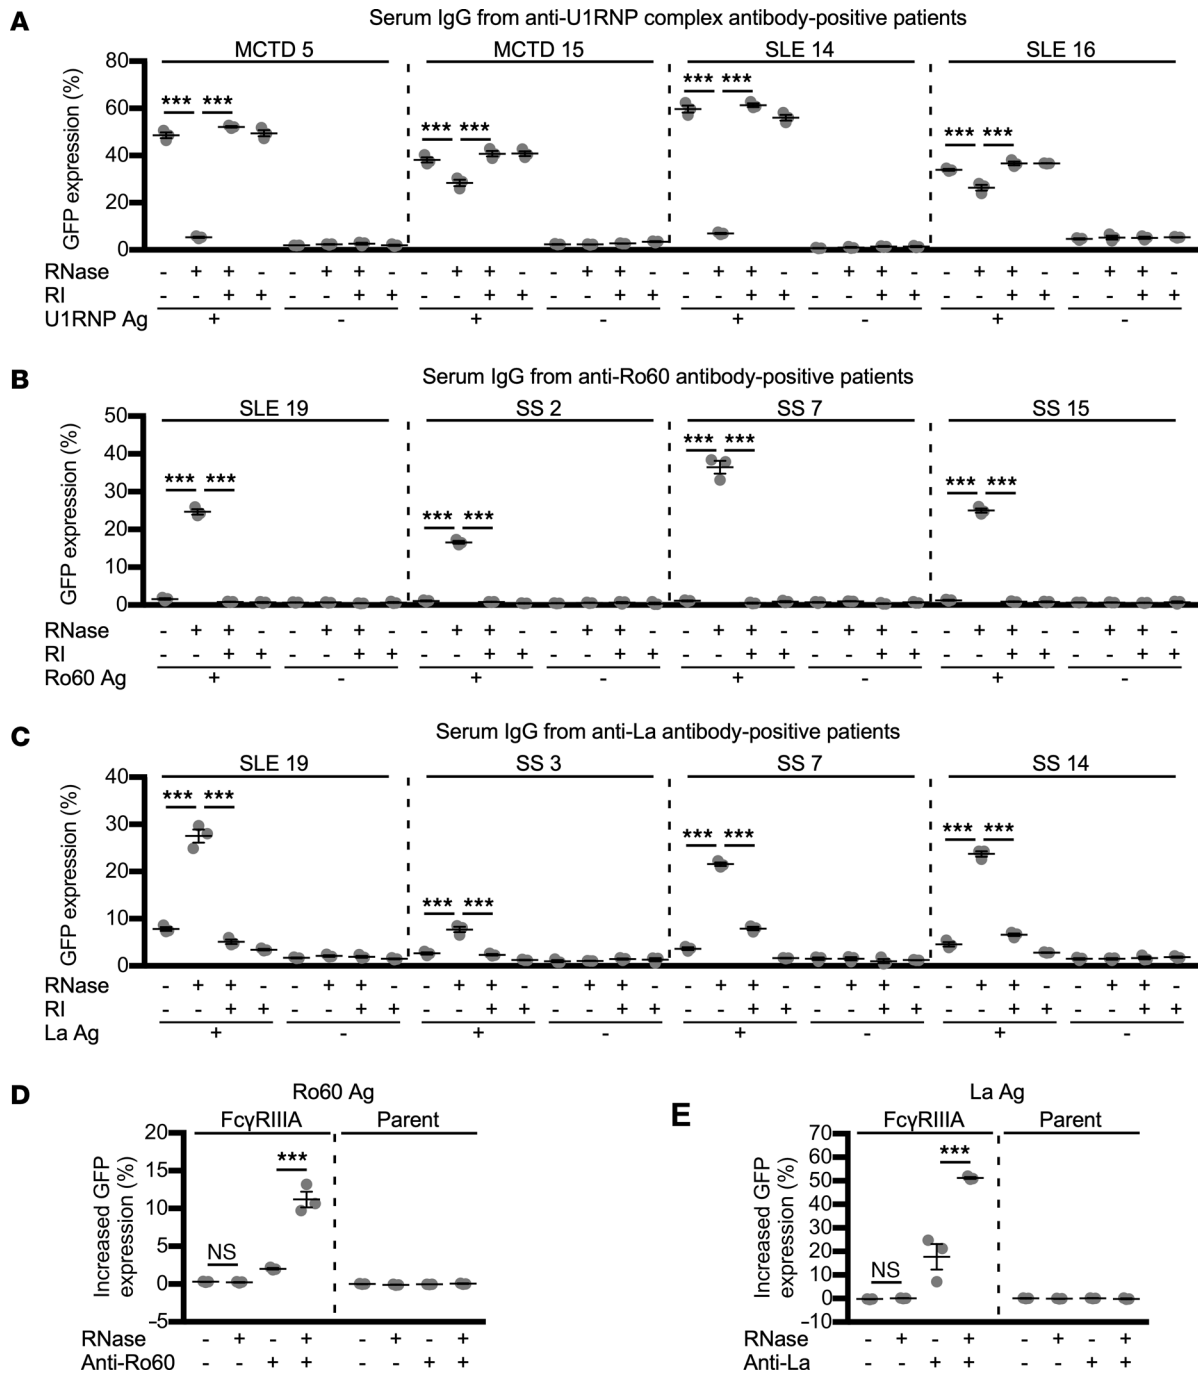 A
Serum IgG from anti-U1RNP complex antibody-positive patients
MCTD 5 MCTD 15 SLE 14 SLE 16
GFP expression (%)
80
60
40
20
0
*** *** *** *** *** *** *** ***
RNase - + + - - + + - - + + - - + + - - + + - - + + - - + + - - + + -
RI - - + + - - + + - - + + - - + + - - + + - - + + - - + + - - + +
U1RNP Ag + - + - + - + -
B
Serum IgG from anti-Ro60 antibody-positive patients
SLE 19 SS 2 SS 7 SS 15
GFP expression (%)
50
40
30
20
10
0
*** *** *** *** *** *** *** ***
RNase - + + - - + + - - + + - - + + - - + + - - + + - - + + - - + + -
RI - - + + - - + + - - + + - - + + - - + + - - + + - - + + - - + +
Ro60 Ag + - + - + - + -
C
Serum IgG from anti-La antibody-positive patients
SLE 19 SS 3 SS 7 SS 14
GFP expression (%)
40
30
20
10
0
*** *** *** *** *** *** *** ***
RNase - + + - - + + - - + + - - + + - - + + - - + + - - + + - - + + -
RI - - + + - - + + - - + + - - + + - - + + - - + + - - + + - - + +
La Ag + - + - + - + -
D
Ro60 Ag
FcγRIIIA Parent
Increased GFP
expression (%)
20
15
10
5
0
–5
NS ***
RNase - + - + - + - +
Anti-Ro60 - - + + - - + +
E
La Ag
FcγRIIIA Parent
Increased GFP
expression (%)
70
60
50
40
30
20
10
0
–10
NS ***
RNase - + - + - + - +
Anti-La - - + + - - + +